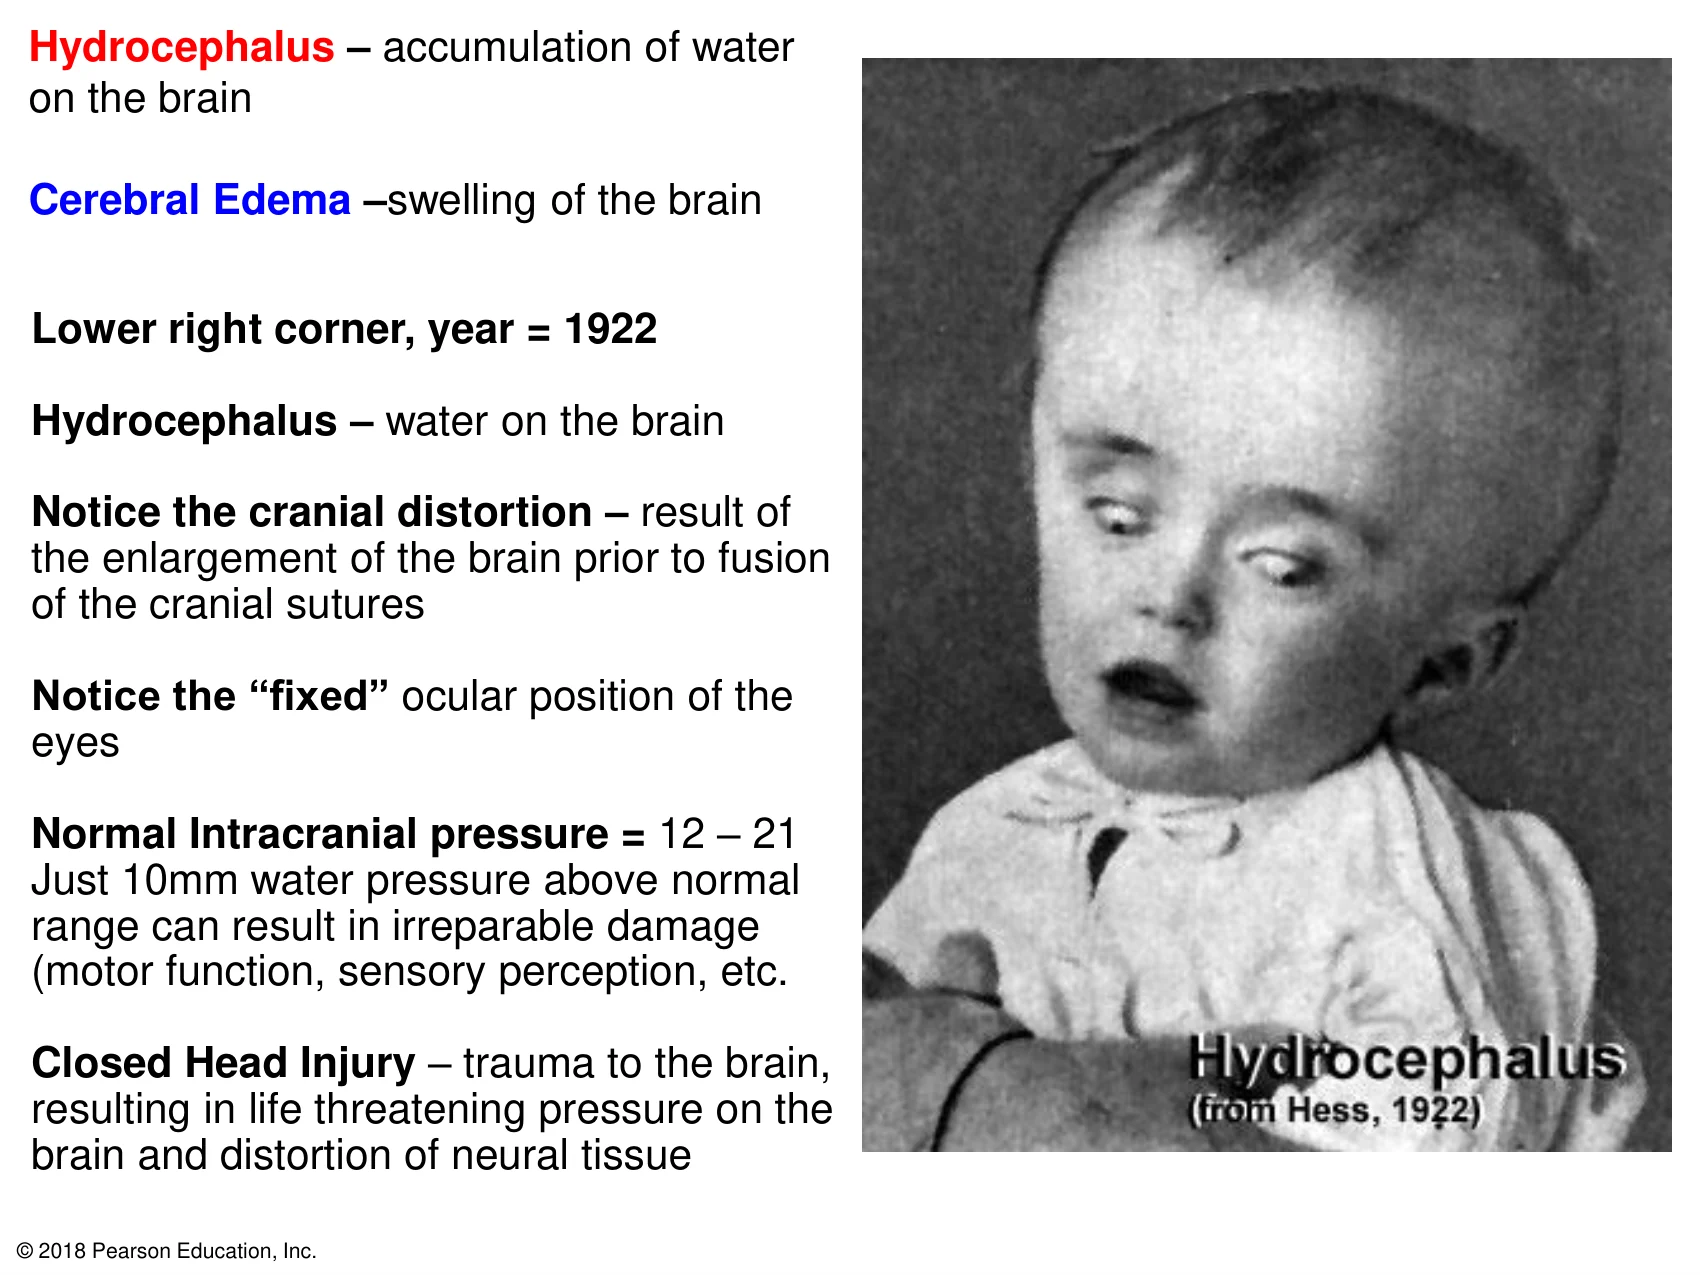 Hydrocephalus – accumulation of water
on the brain
Cerebral Edema –swelling of the brain
Lower right corner, year = 1922
Hydrocephalus – water on the brain
Notice the cranial distortion – result of
the enlargement of the brain prior to fusion
of the cranial sutures
Notice the “fixed” ocular position of the
eyes
Normal Intracranial pressure = 12 – 21
Just 10mm water pressure above normal
range can result in irreparable damage
(motor function, sensory perception, etc.
Closed Head Injury – trauma to the brain,
resulting in life threatening pressure on the
brain and distortion of neural tissue
Hydrocephalus
(from Hess, 1922)
© 2018 Pearson Education, Inc.